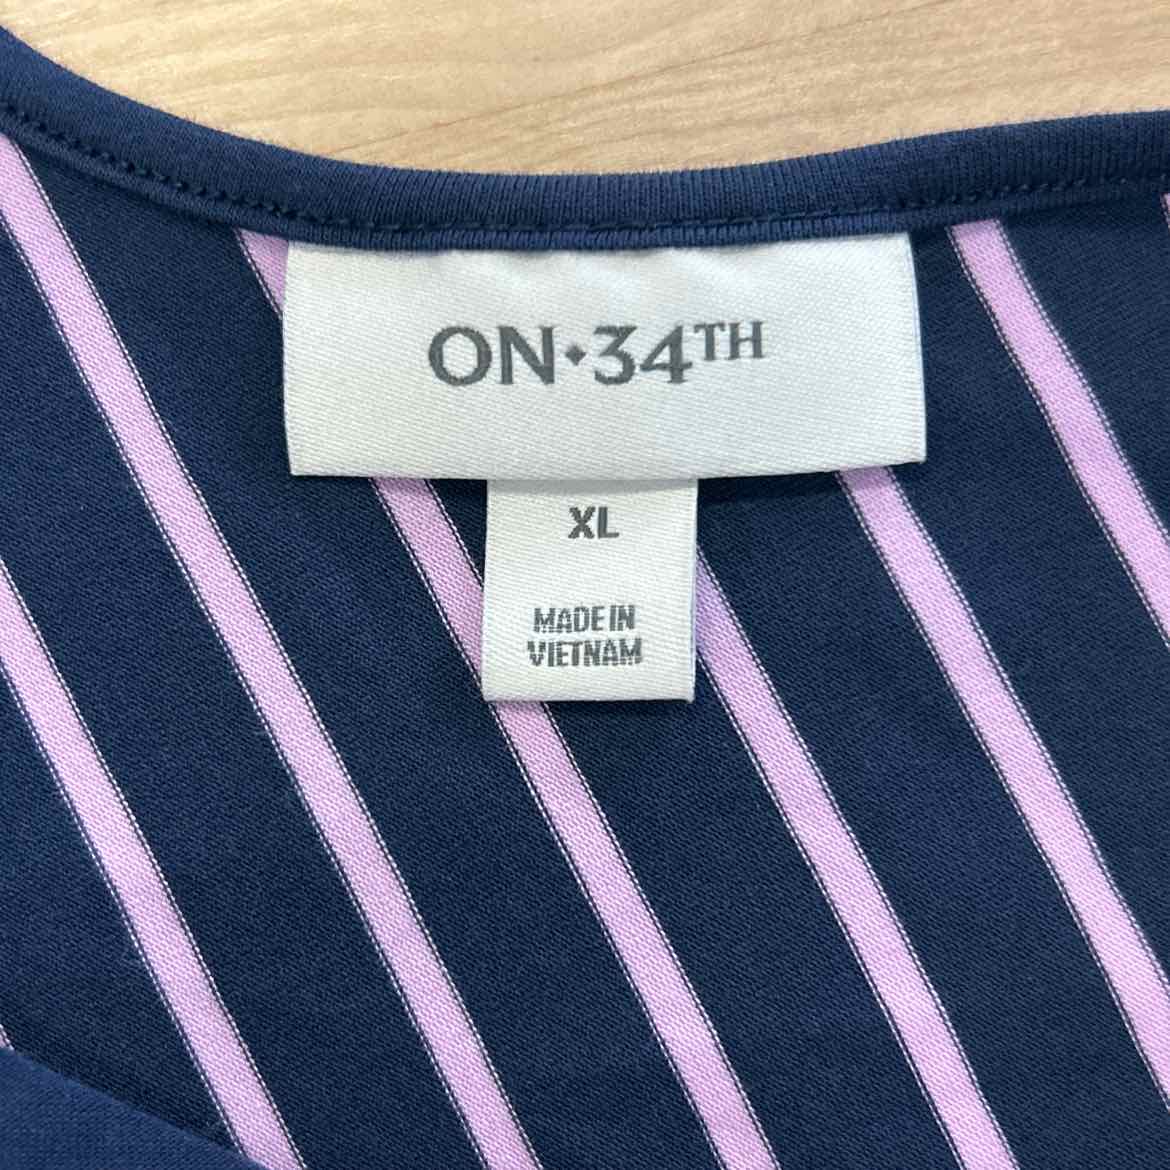 ON·34TH
XL
MADE IN
VIETNAM